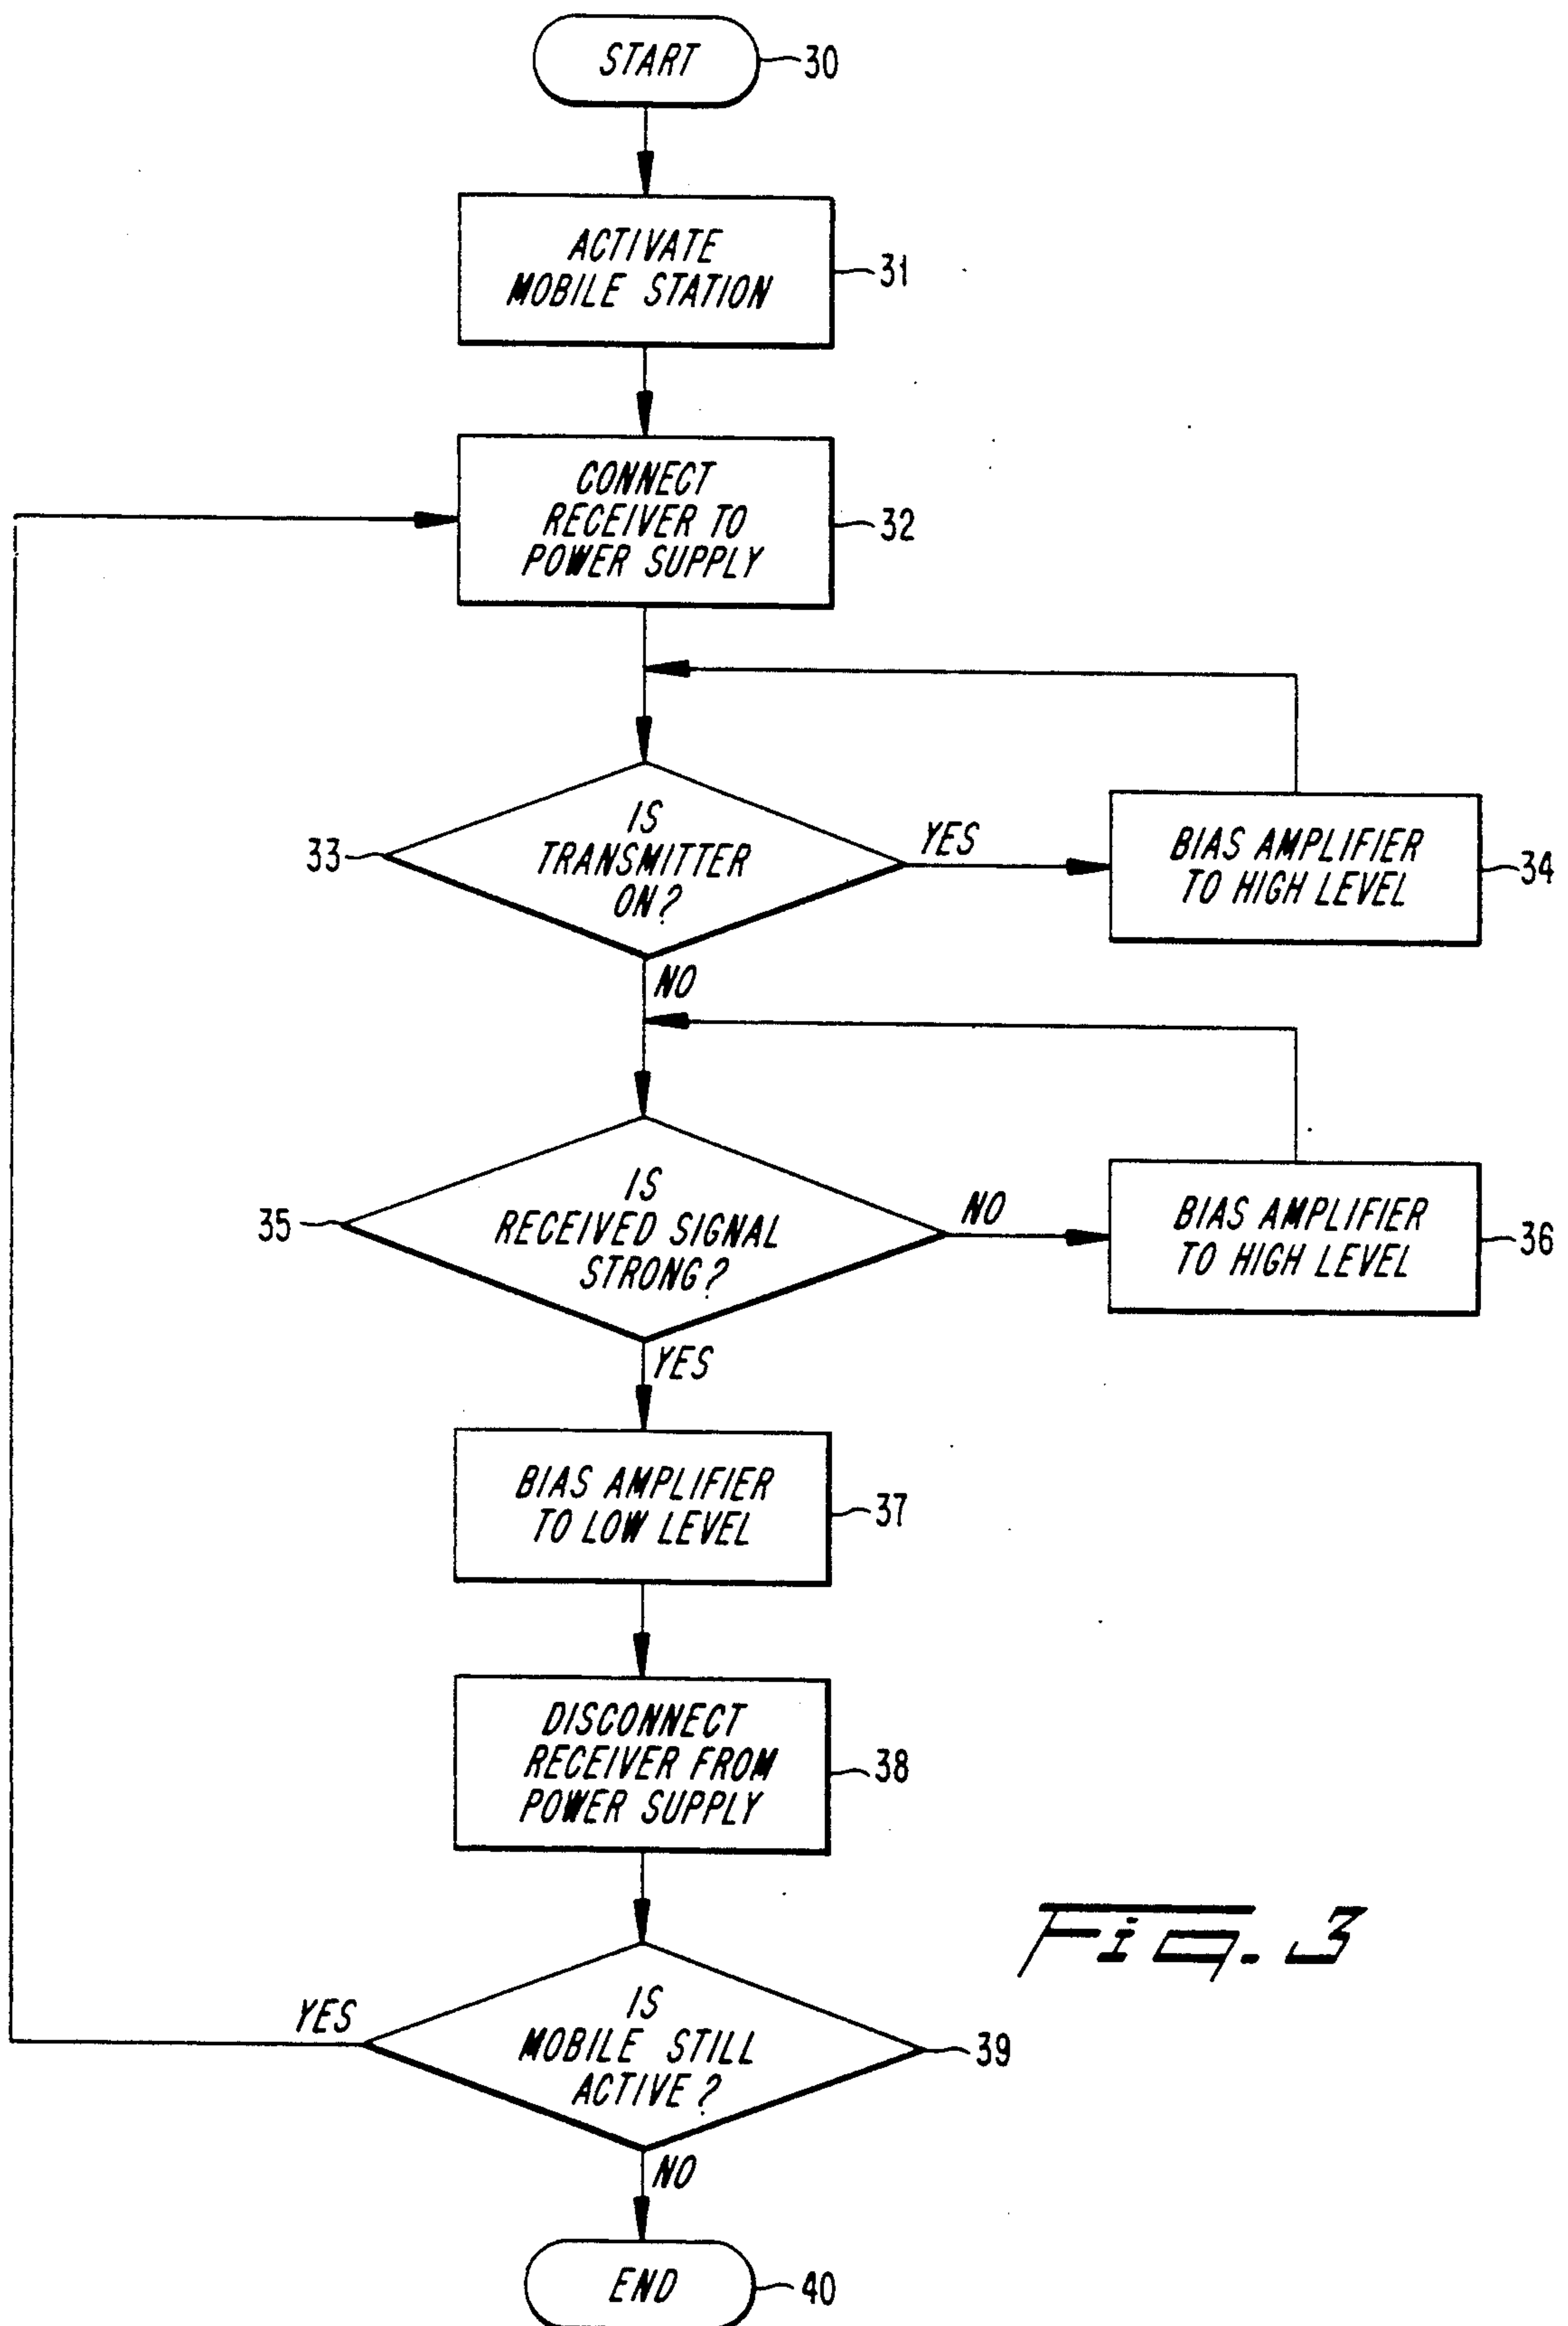 START
30
ACTIVATE
MOBILE STATION
31
CONNECT
RECEIVER TO
POWER SUPPLY
32
IS
TRANSMITTER
ON?
33
YES
BIAS AMPLIFIER
TO HIGH LEVEL
34
NO
IS
RECEIVED SIGNAL
STRONG?
35
NO
BIAS AMPLIFIER
TO HIGH LEVEL
36
YES
BIAS AMPLIFIER
TO LOW LEVEL
37
DISCONNECT
RECEIVER FROM
POWER SUPPLY
38
Fig. 3
YES
IS
MOBILE STILL
ACTIVE?
39
NO
END
40